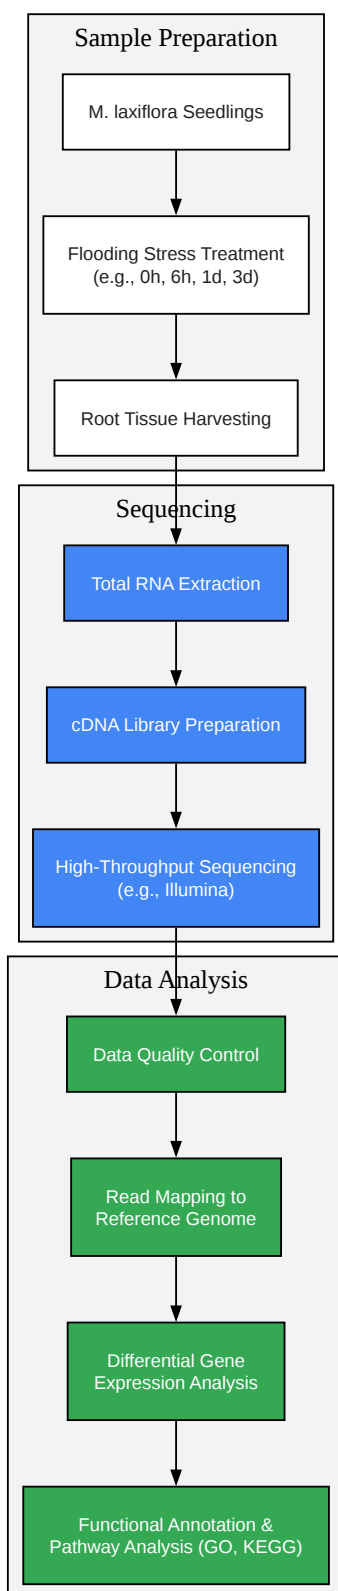 Sample Preparation
M. laxiflora Seedlings
Flooding Stress Treatment
(e.g., 0h, 6h, 1d, 3d)
Root Tissue Harvesting
Sequencing
Total RNA Extraction
cDNA Library Preparation
High-Throughput Sequencing
(e.g., Illumina)
Data Analysis
Data Quality Control
Read Mapping to
Reference Genome
Differential Gene
Expression Analysis
Functional Annotation &
Pathway Analysis (GO, KEGG)